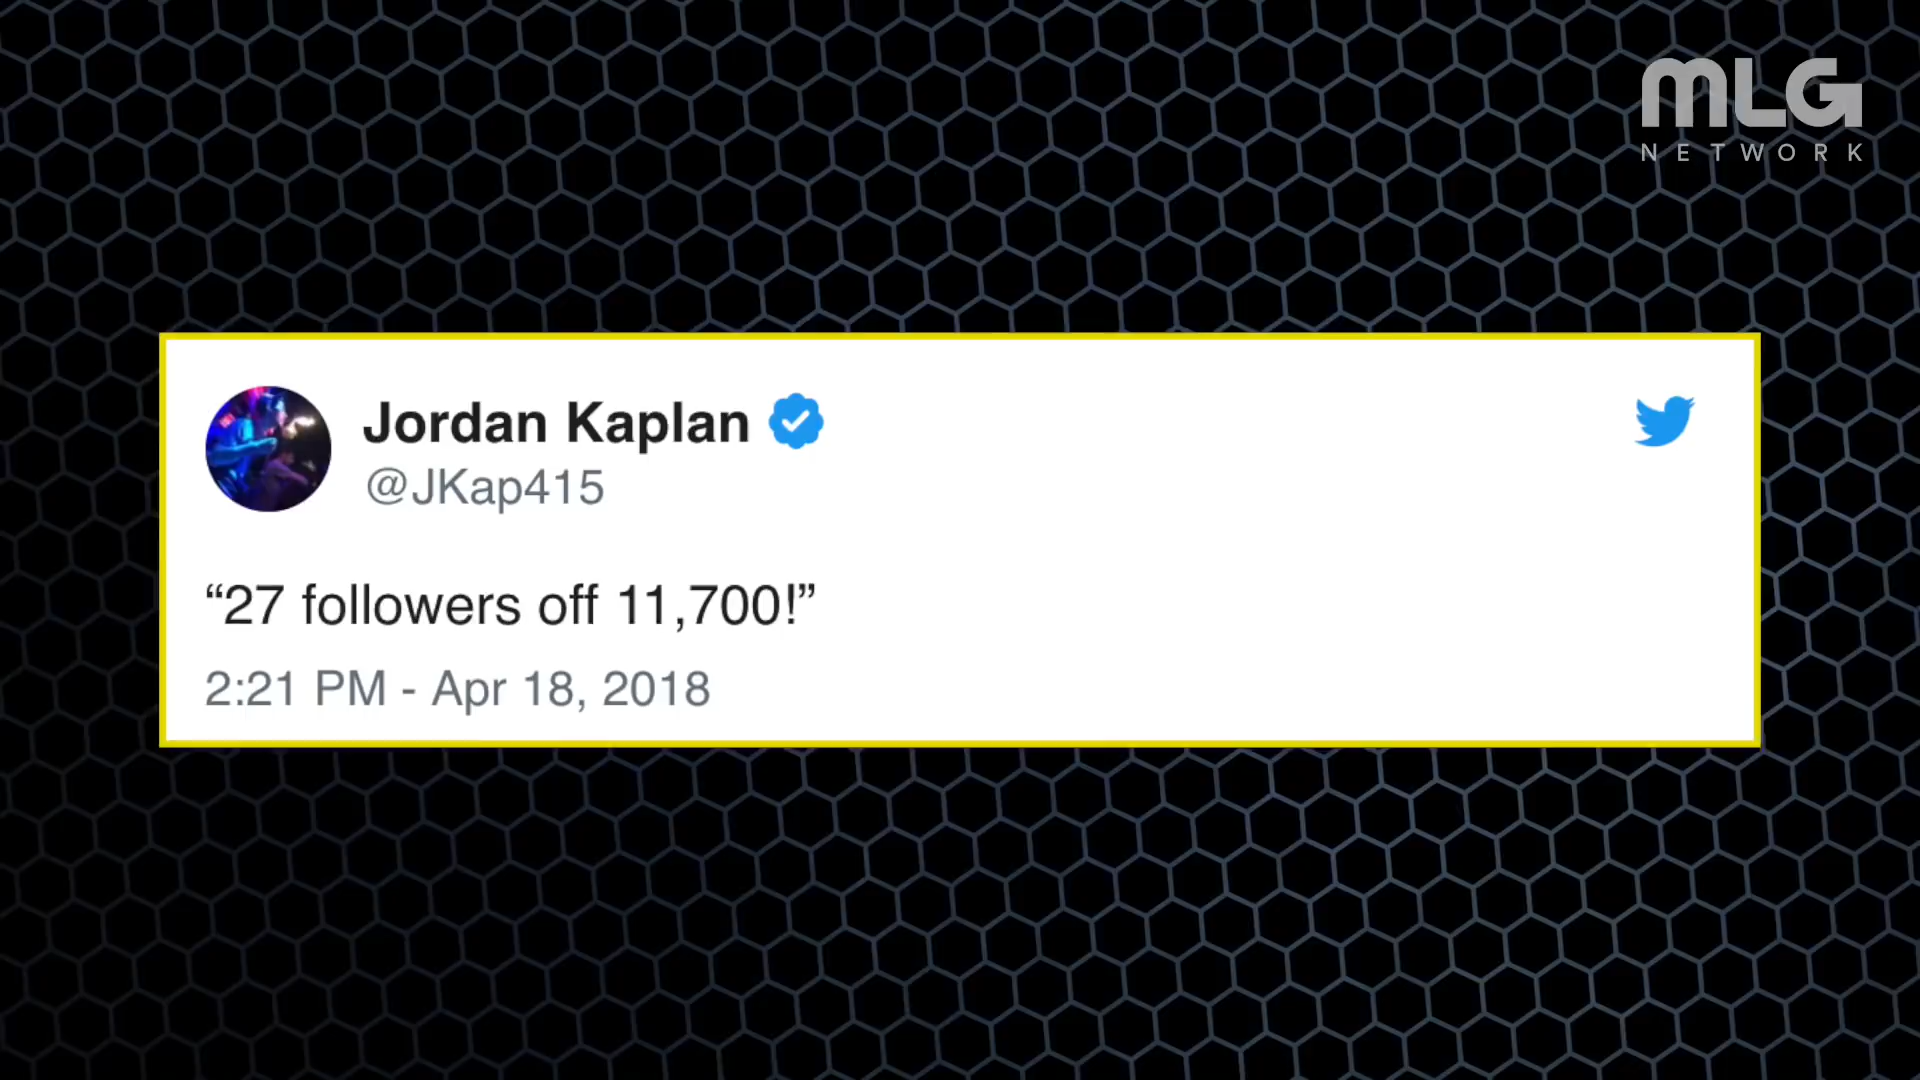 MLG
NETWORK
Jordan Kaplan
@JKap415
“27 followers off 11,700!”
2:21 PM - Apr 18, 2018